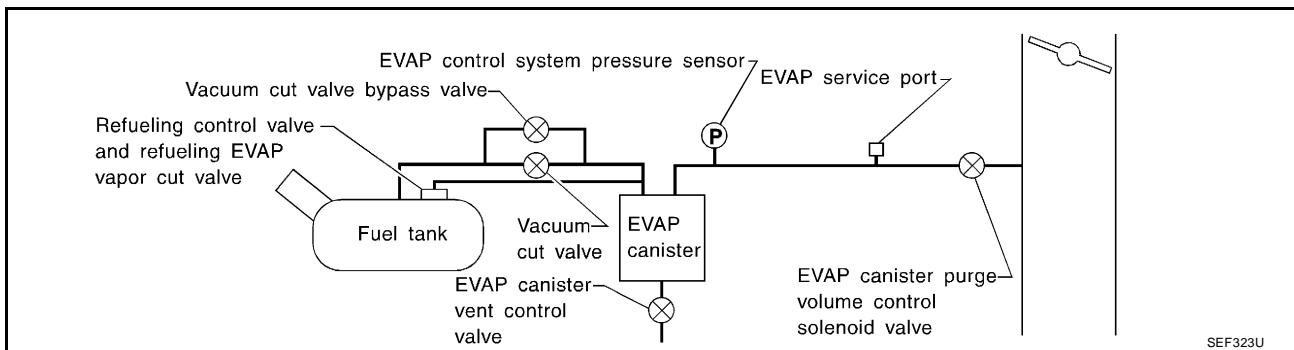 EVAP control system pressure sensor
EVAP service port
Vacuum cut valve bypass valve
Refueling control valve
and refueling EVAP
vapor cut valve
P
Fuel tank
Vacuum
cut valve
EVAP
canister
EVAP canister
vent control
valve
EVAP canister purge
volume control
solenoid valve
SEF323U